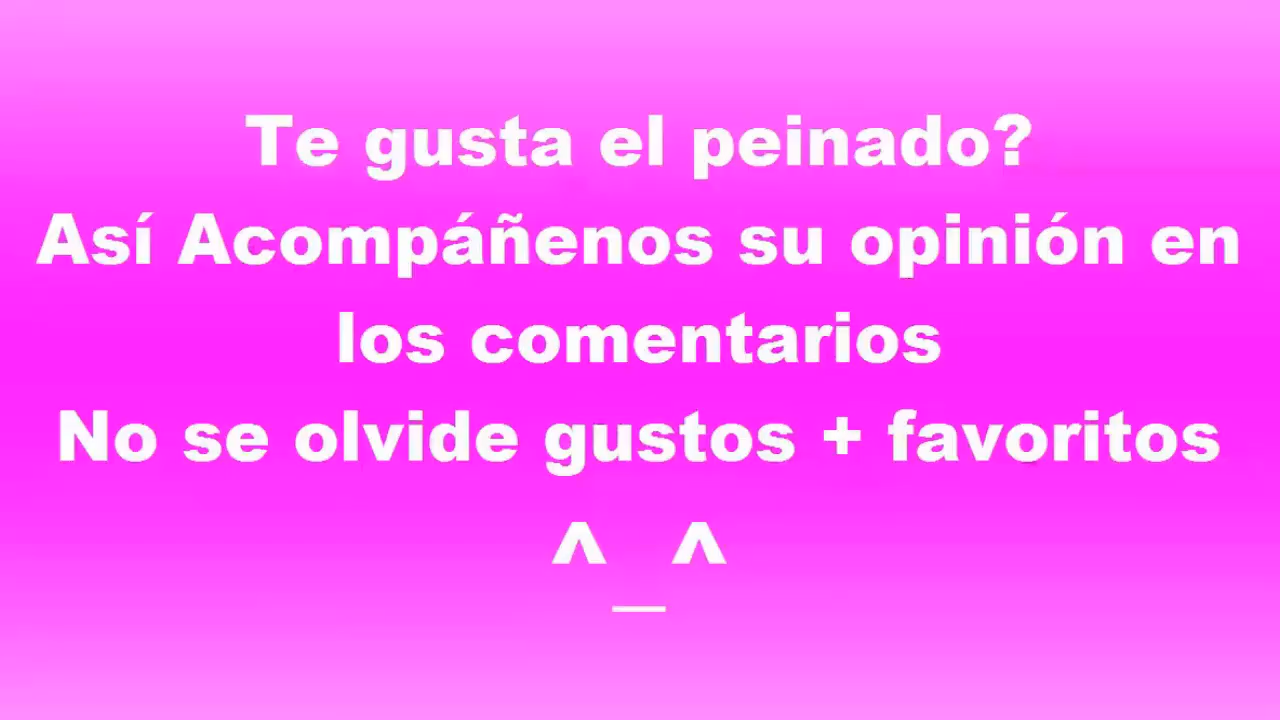 Te gusta el peinado?
Así Acompáñenos su opinión en
los comentarios
No se olvide gustos + favoritos
^_^